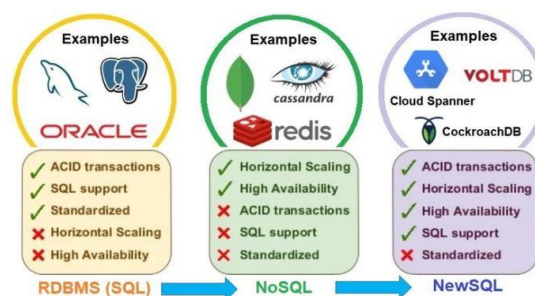 Examples
ORACLE
ACID transactions
SQL support
Standardized
Horizontal Scaling
High Availability
RDBMS (SQL)
Examples
cassandra
redis
Horizontal Scaling
High Availability
ACID transactions
SQL support
Standardized
NoSQL
Examples
VOLTDB
Cloud Spanner
CockroachDB
ACID transactions
Horizontal Scaling
High Availability
SQL support
Standardized
NewSQL